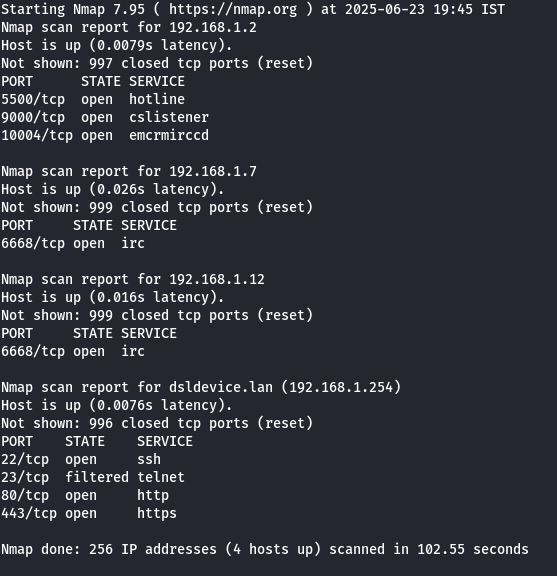 Starting Nmap 7.95 ( https://nmap.org ) at 2025-06-23 19:45 IST
Nmap scan report for 192.168.1.2
Host is up (0.0079s latency).
Not shown: 997 closed tcp ports (reset)
PORT      STATE SERVICE
5500/tcp  open  hotline
9000/tcp  open  cslistener
10004/tcp open  emcrmirccd

Nmap scan report for 192.168.1.7
Host is up (0.026s latency).
Not shown: 999 closed tcp ports (reset)
PORT     STATE SERVICE
6668/tcp open  irc

Nmap scan report for 192.168.1.12
Host is up (0.016s latency).
Not shown: 999 closed tcp ports (reset)
PORT     STATE SERVICE
6668/tcp open  irc

Nmap scan report for dsldevice.lan (192.168.1.254)
Host is up (0.0076s latency).
Not shown: 996 closed tcp ports (reset)
PORT    STATE    SERVICE
22/tcp  open     ssh
23/tcp  filtered telnet
80/tcp  open     http
443/tcp open     https

Nmap done: 256 IP addresses (4 hosts up) scanned in 102.55 seconds